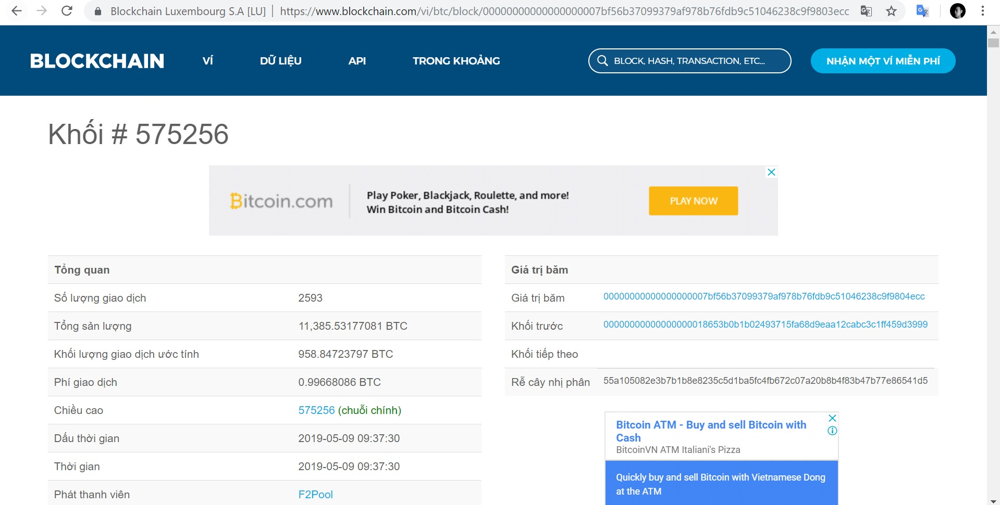 Blockchain Luxembourg S.A [LU] https://www.blockchain.com/vi/btc/block/00000000000000000007bf56b37099379af978b76fdb9c51046238c9f9803ecc
BLOCKCHAIN VÍ DỮ LIỆU API TRONG KHOẢNG BLOCK, HASH, TRANSACTION, ETC... NHẬN MỘT VÍ MIỄN PHÍ
Khối # 575256
Bitcoin.com
Play Poker, Blackjack, Roulette, and more!
Win Bitcoin and Bitcoin Cash!
PLAY NOW
Tổng quan
Số lượng giao dịch 2593
Tổng sản lượng 11,385.53177081 BTC
Khối lượng giao dịch ước tính 958.84723797 BTC
Phí giao dịch 0.99668086 BTC
Chiều cao 575256 (chuỗi chính)
Dấu thời gian 2019-05-09 09:37:30
Thời gian 2019-05-09 09:37:30
Phát thanh viên F2Pool
Giá trị băm
Giá trị băm 00000000000000000007bf56b37099379af978b76fdb9c51046238c9f9804ecc
Khối trước 00000000000000000018653b0b1b02493715fa68d9eaa12cabc3c1ff459d3999
Khối tiếp theo
Rễ cây nhị phân 55a105082e3b7b1b8e8235c5d1ba5fc4fb672c07a20b8b4f83b47b77e86541d5
Bitcoin ATM - Buy and sell Bitcoin with
Cash
BitcoinVN ATM Italiani's Pizza
Quickly buy and sell Bitcoin with Vietnamese Dong
at the ATM